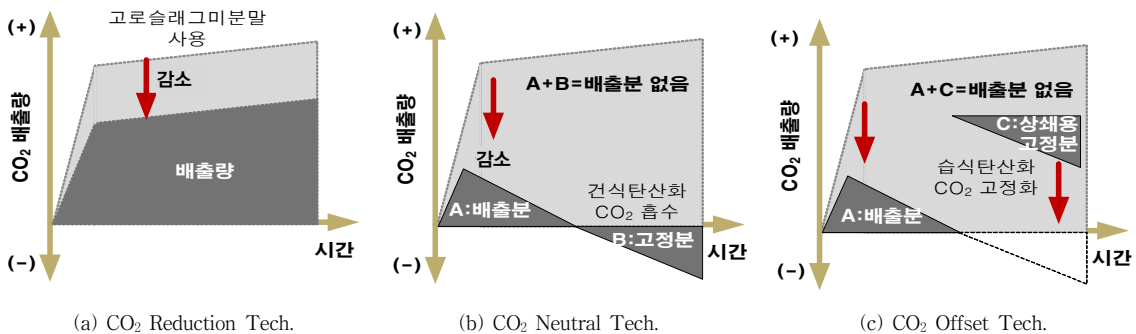 (+)
고로슬래그미분말
사용
감소
CO₂ 배출량
배출량
시간
(−)
(a) CO₂ Reduction Tech.
(+)
A+B=배출분 없음
CO₂ 배출량
감소
건식탄산화
CO₂ 흡수
A:배출분
B:고정분
시간
(−)
(b) CO₂ Neutral Tech.
(+)
A+C=배출분 없음
C:상쇄용
고정분
CO₂ 배출량
습식탄산화
CO₂ 고정화
A:배출분
시간
(−)
(c) CO₂ Offset Tech.